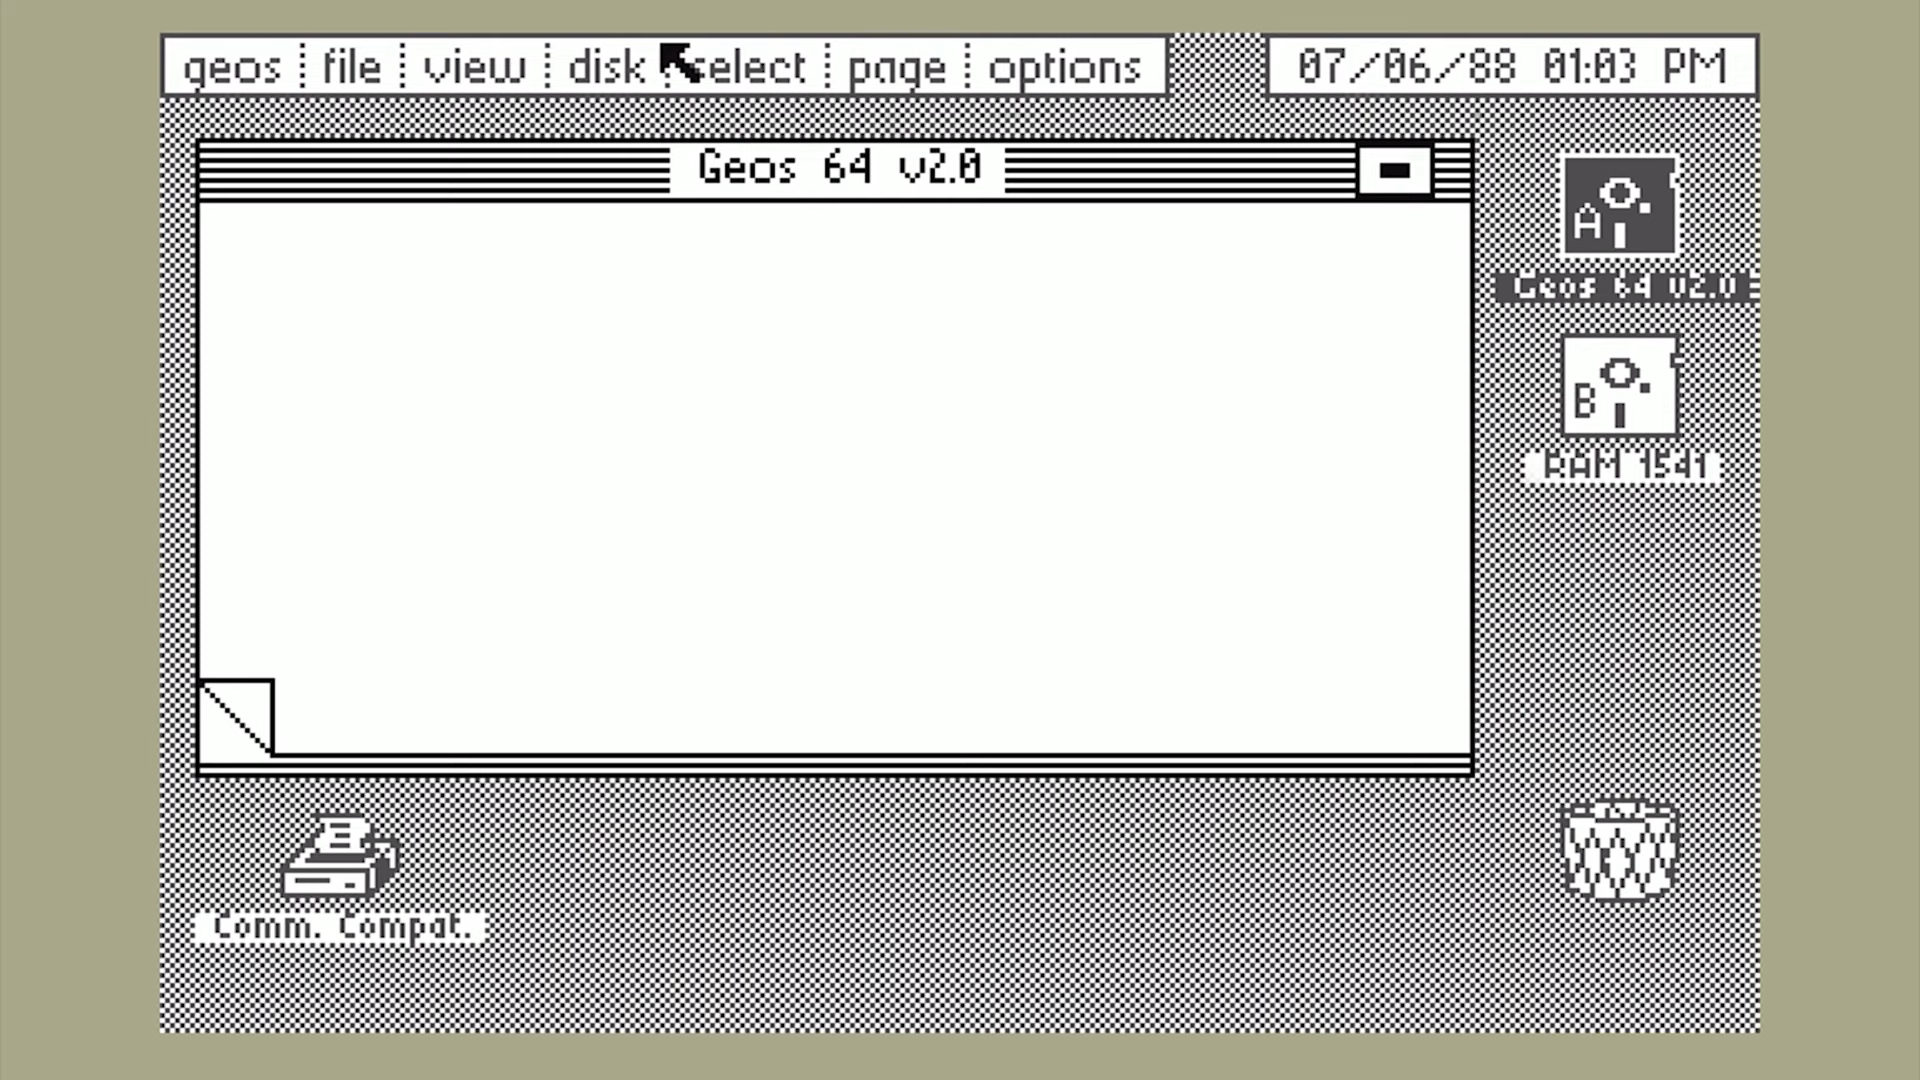 geos file view disk select page options 07/06/88 01:03 PM
Geos 64 v2.0
A
Geos 64 v2.0
B
RAM 1541
Comm. Compat.